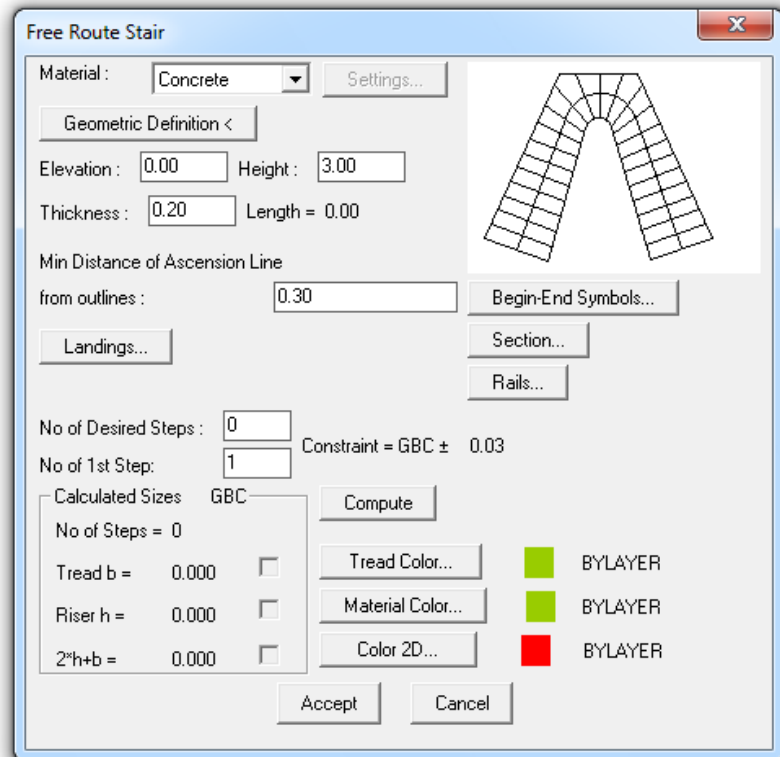 Free Route Stair
Material : Concrete Settings...
Geometric Definition <
Elevation : 0.00 Height : 3.00
Thickness : 0.20 Length = 0.00
Min Distance of Ascension Line
from outlines : 0.30 Begin-End Symbols...
Landings... Section...
Rails...
No of Desired Steps : 0
Constraint = GBC ± 0.03
No of 1st Step: 1
Calculated Sizes GBC
Compute
No of Steps = 0
Tread b = 0.000 Tread Color... BYLAYER
Riser h = 0.000 Material Color... BYLAYER
2*h+b = 0.000 Color 2D... BYLAYER
Accept Cancel